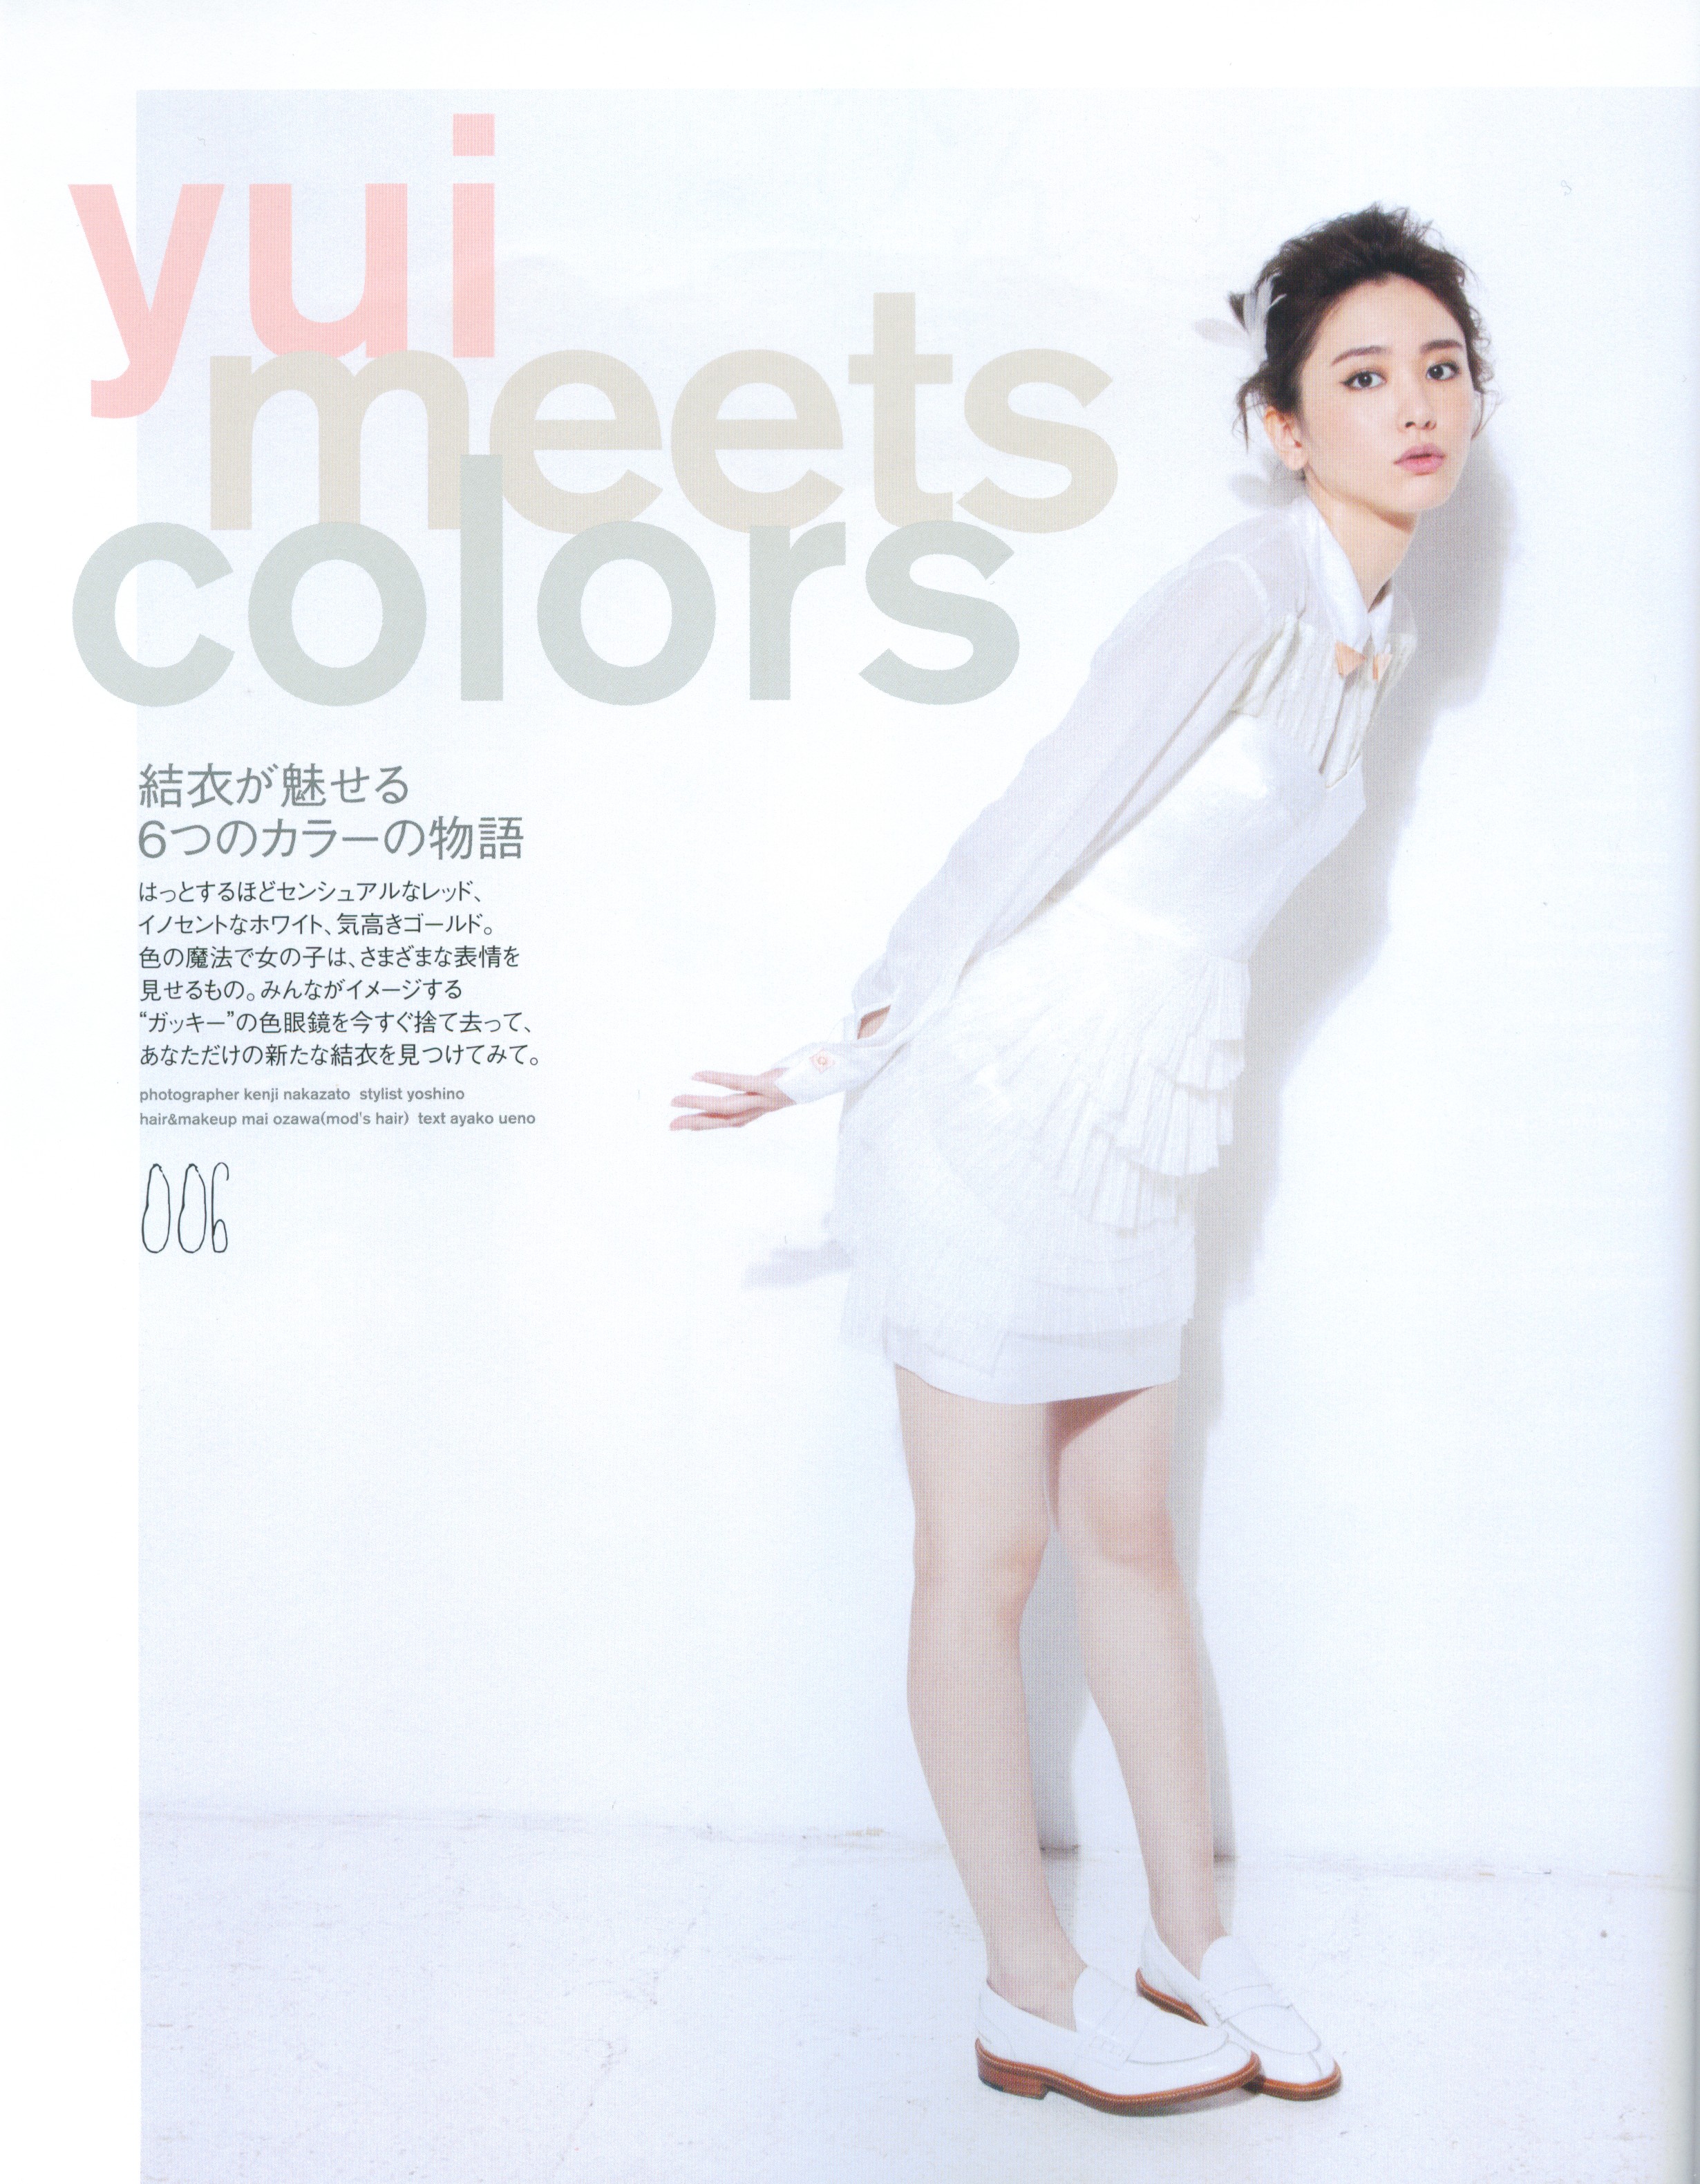 yui
meets
colors
結衣が魅せる
6つのカラーの物語
はっとするほどセンシュアルなレッド、
イノセントなホワイト、気高きゴールド。
色の魔法で女の子は、さまざまな表情を
見せるもの。みんながイメージする
“ガッキー”の色眼鏡を今すぐ捨て去って、
あなただけの新たな結衣を見つけてみて。
photographer kenji nakazato stylist yoshino
hair&makeup mai ozawa(mod's hair) text ayako ueno
006